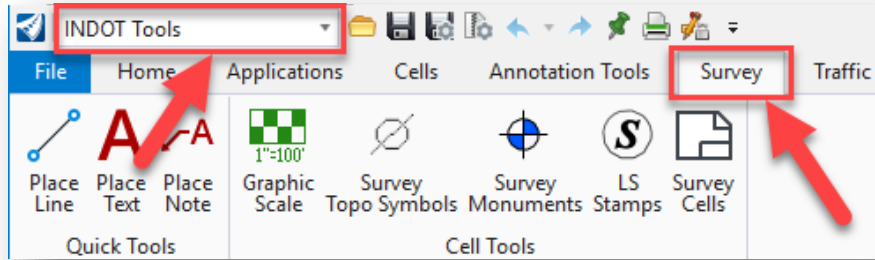 INDOT Tools
File Home Applications Cells Annotation Tools Survey Traffic
A A
1"=100' S
Place Place Place Graphic Survey Survey LS Survey
Line Text Note Scale Topo Symbols Monuments Stamps Cells
Quick Tools Cell Tools